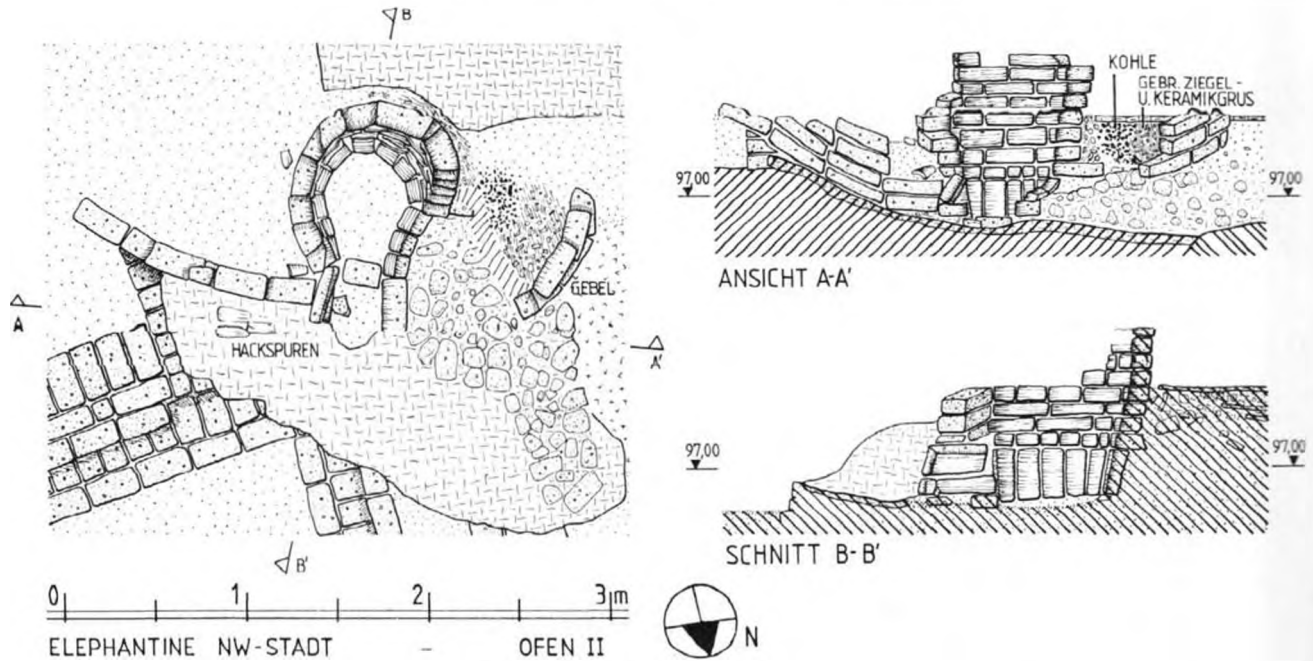 B
A
HACKSPUREN
GEBEL
A'
B'
0 1 2 3 m
ELEPHANTINE NW-STADT - OFEN II
N
KOHLE
GEBR. ZIEGEL-
U. KERAMIKGRUS
97,00 97,00
ANSICHT A-A'
97,00 97,00
SCHNITT B-B'